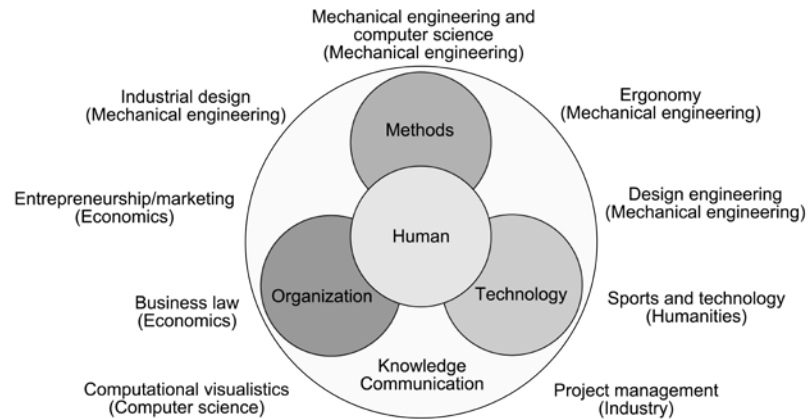 Mechanical engineering and
computer science
(Mechanical engineering)
Industrial design
(Mechanical engineering)
Ergonomy
(Mechanical engineering)
Methods
Entrepreneurship/marketing
(Economics)
Design engineering
(Mechanical engineering)
Human
Organization
Technology
Business law
(Economics)
Sports and technology
(Humanities)
Knowledge
Communication
Computational visualistics
(Computer science)
Project management
(Industry)